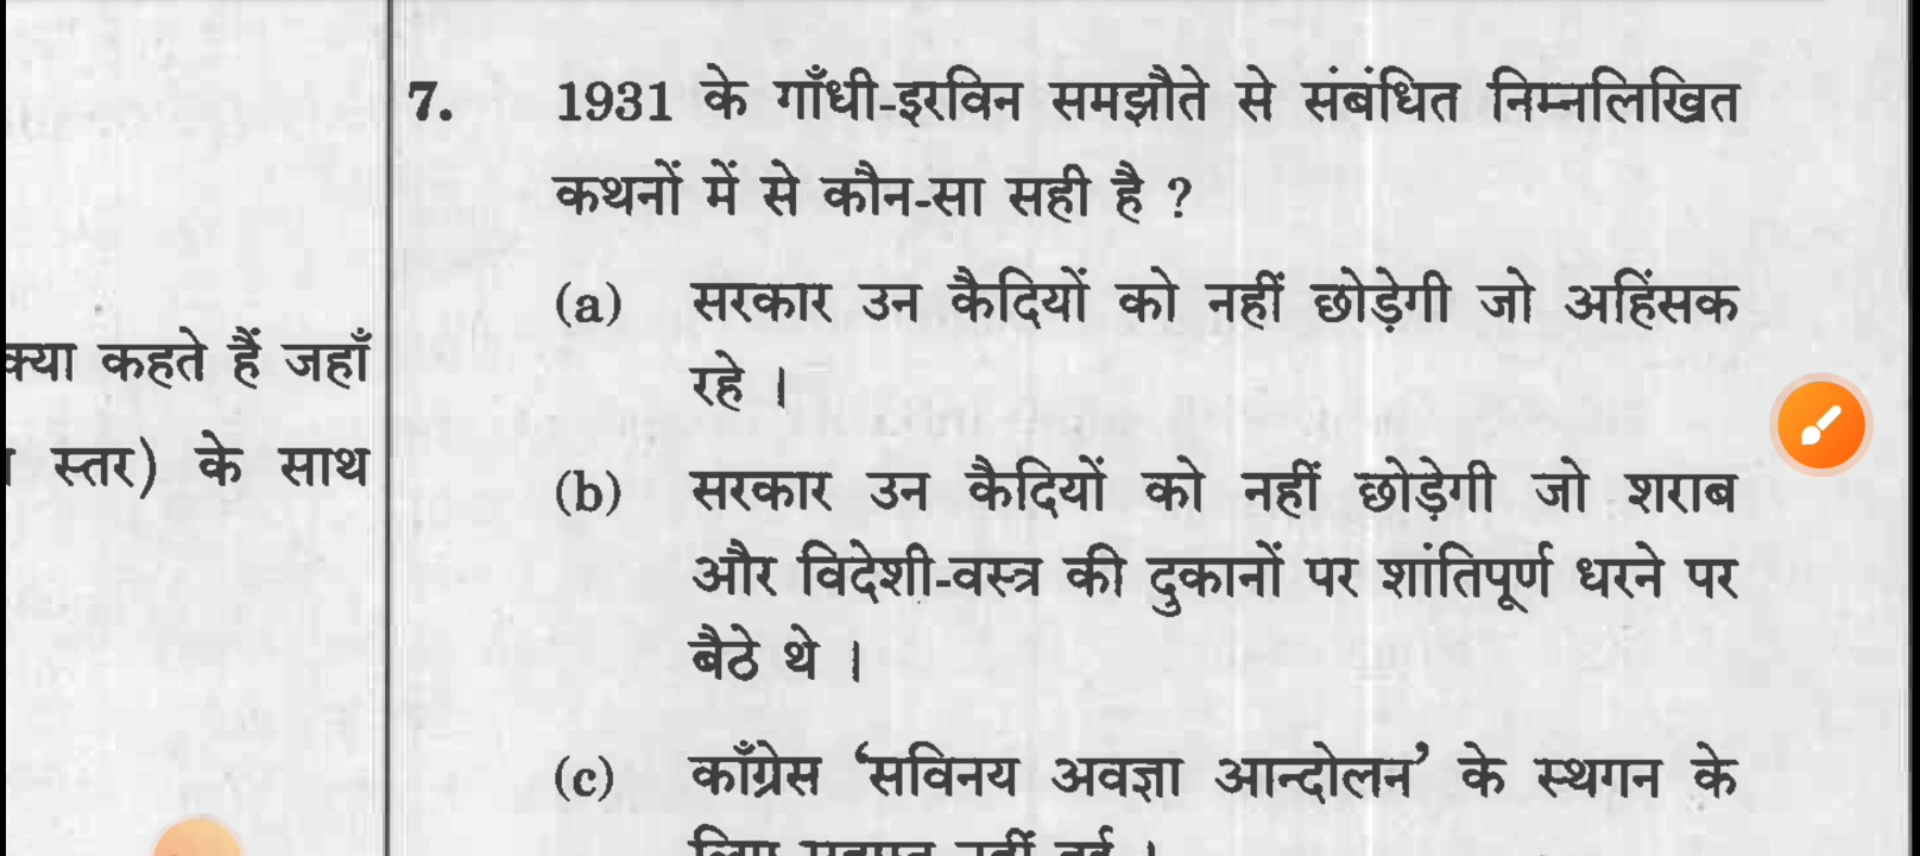 7. 1931 के गाँधी-इरविन समझौते से संबंधित निम्नलिखित
कथनों में से कौन-सा सही है ?
(a) सरकार उन कैदियों को नहीं छोड़ेगी जो अहिंसक
रहे ।
क्या कहते हैं जहाँ
स्तर) के साथ
(b) सरकार उन कैदियों को नहीं छोड़ेगी जो शराब
और विदेशी-वस्त्र की दुकानों पर शांतिपूर्ण धरने पर
बैठे थे ।
(c) काँग्रेस ‘सविनय अवज्ञा आन्दोलन’ के स्थगन के